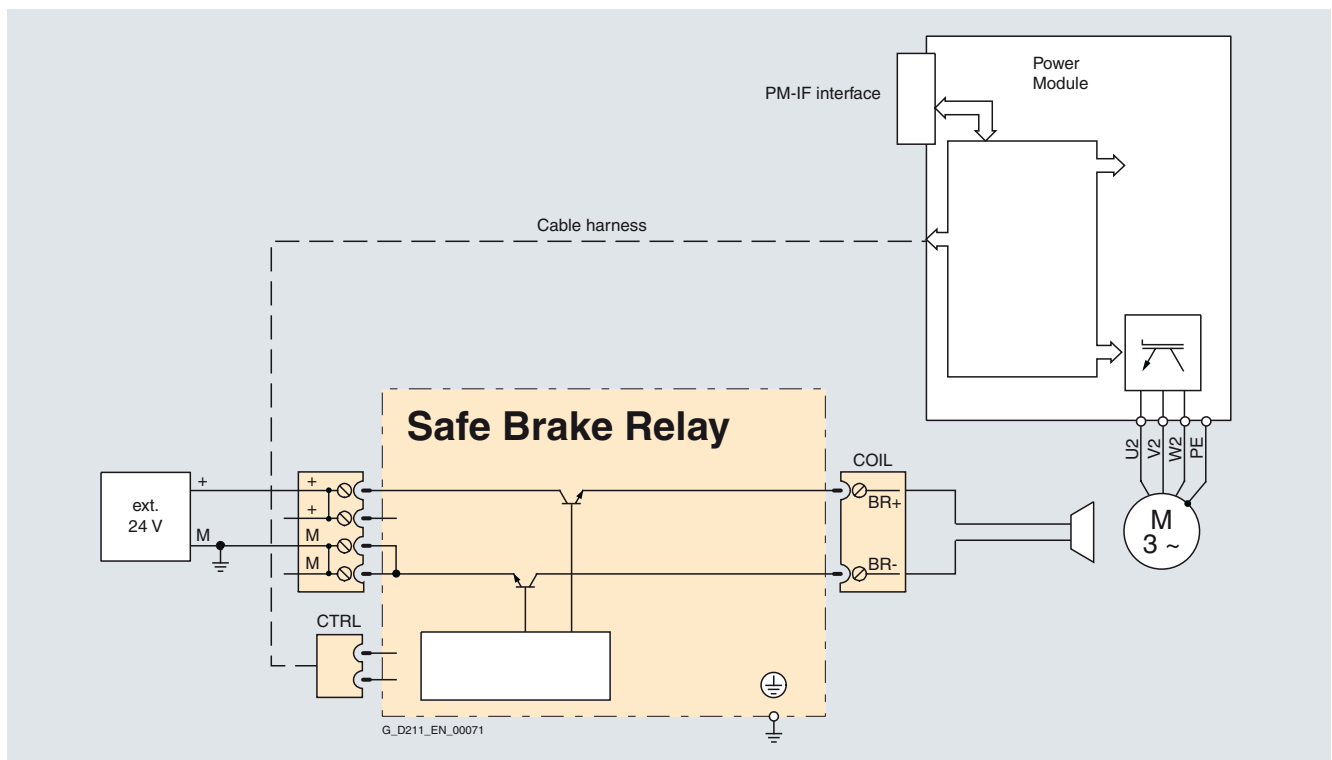 Power
Module
PM-IF interface
Cable harness
Safe Brake Relay
U2
V2
W2
PE
COIL
ext.
24 V
+
M
+
+
M
M
BR+
BR-
M
3 ~
CTRL
G_D211_EN_00071